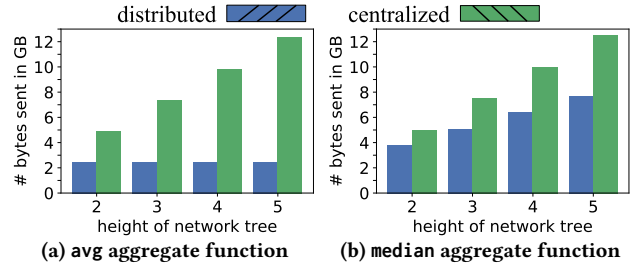 distributed centralized
# bytes sent in GB
12
10
8
6
4
2
0
2 3 4 5
height of network tree
(a) avg aggregate function
# bytes sent in GB
12
10
8
6
4
2
0
2 3 4 5
height of network tree
(b) median aggregate function